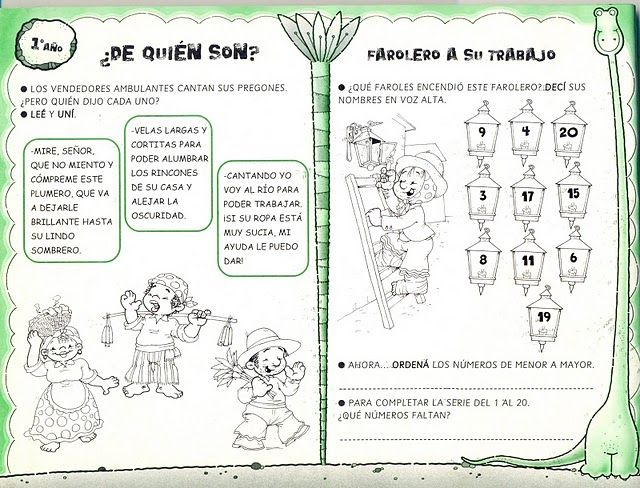 1° AÑO
¿DE QUIÉN SON?
● LOS VENDEDORES AMBULANTES CANTAN SUS PREGONES.
¿PERO QUIÉN DIJO CADA UNO?
● LEÉ Y UNÍ.
-MIRE, SEÑOR,
QUE NO MIENTO Y
CÓMPREME ESTE
PLUMERO, QUE VA
A DEJARLE
BRILLANTE HASTA
SU LINDO
SOMBRERO.
-VELAS LARGAS Y
CORTITAS PARA
PODER ALUMBRAR
LOS RINCONES
DE SU CASA Y
ALEJAR LA
OSCURIDAD.
-CANTANDO YO
VOY AL RÍO PARA
PODER TRABAJAR.
¡SI SU ROPA ESTÁ
MUY SUCIA, MI
AYUDA LE PUEDO
DAR!
FAROLERO A SU TRABAJO
● ¿QUÉ FAROLES ENCENDIÓ ESTE FAROLERO? DECÍ SUS
NOMBRES EN VOZ ALTA.
9 4 20
3 17 15
8 11 6
19
● AHORA... ORDENÁ LOS NÚMEROS DE MENOR A MAYOR.
● PARA COMPLETAR LA SERIE DEL 1 AL 20.
¿QUÉ NÚMEROS FALTAN?